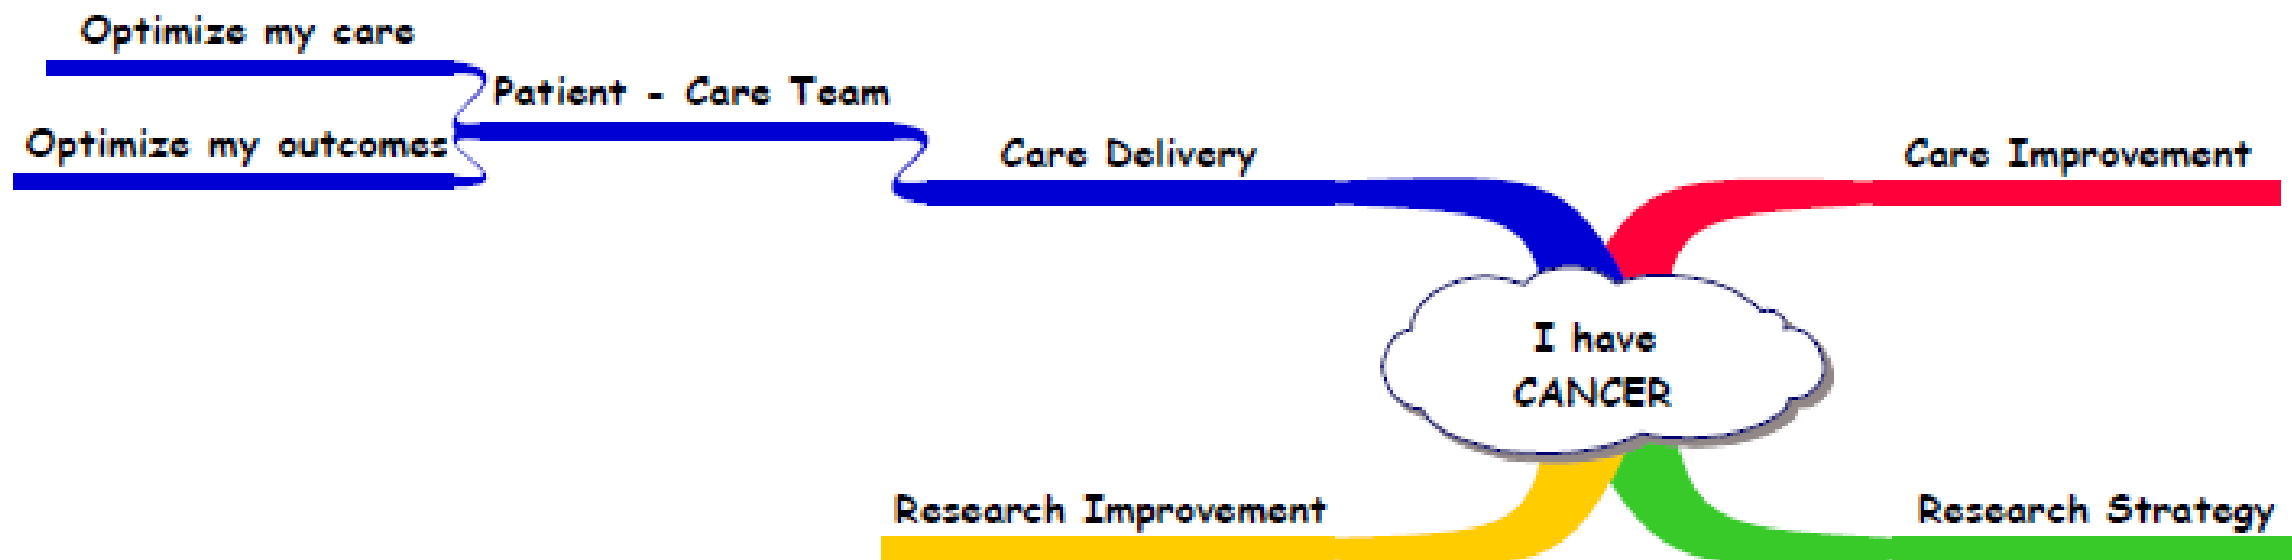 Optimize my care
Patient - Care Team
Optimize my outcomes
Care Delivery
Care Improvement
I have
CANCER
Research Improvement
Research Strategy